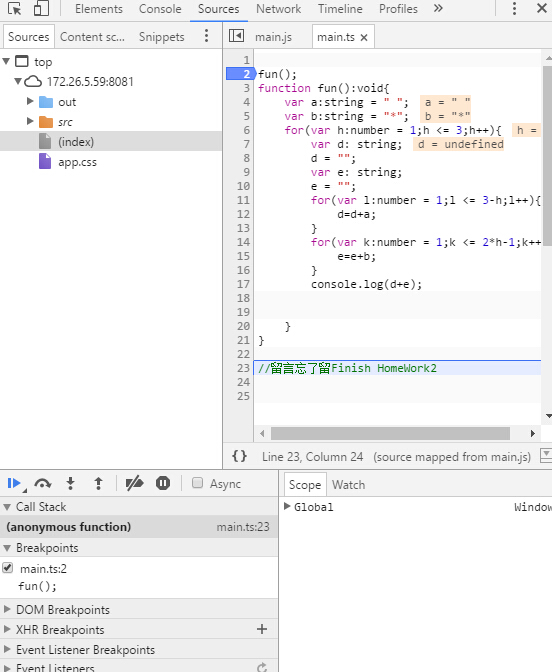 Elements Console Sources Network Timeline Profiles
Sources Content sc... Snippets main.js main.ts
top
172.26.5.59:8081
out
src
(index)
app.css
1
2 fun();
3 function fun():void{
4 var a:string = " "; a = " "
5 var b:string = "*"; b = "*"
6 for(var h:number = 1;h <= 3;h++){ h =
7 var d: string; d = undefined
8 d = "";
9 var e: string;
10 e = "";
11 for(var l:number = 1;l <= 3-h;l++){
12 d=d+a;
13 }
14 for(var k:number = 1;k <= 2*h-1;k++
15 e=e+b;
16 }
17 console.log(d+e);
18
19
20 }
21 }
22
23 //留言忘了留Finish HomeWork2
24
25
{} Line 23, Column 24 (source mapped from main.js)
Async
Call Stack
(anonymous function) main.ts:23
Breakpoints
main.ts:2
fun();
DOM Breakpoints
XHR Breakpoints
Event Listener Breakpoints
Event Listeners
Scope Watch
Global Window